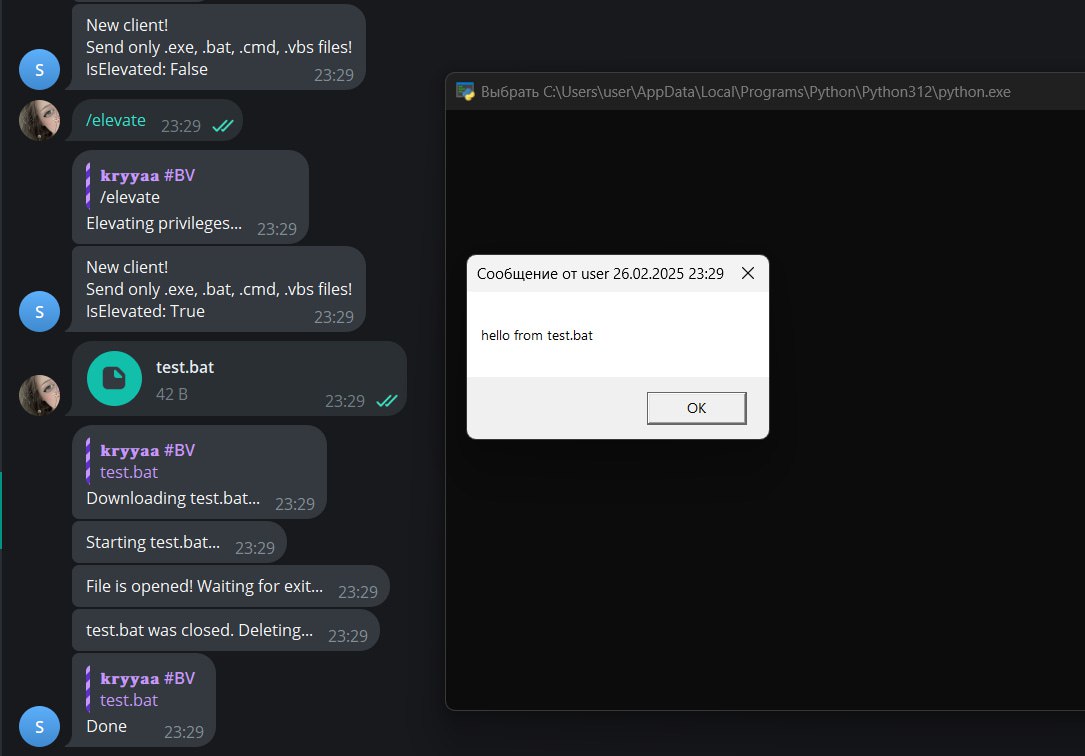 New client!
Send only .exe, .bat, .cmd, .vbs files!
IsElevated: False
23:29
S
/elevate 23:29
kryyaa #BV
/elevate
Elevating privileges... 23:29
New client!
Send only .exe, .bat, .cmd, .vbs files!
IsElevated: True
23:29
S
test.bat
42 B
23:29
kryyaa #BV
test.bat
Downloading test.bat... 23:29
Starting test.bat... 23:29
File is opened! Waiting for exit... 23:29
test.bat was closed. Deleting... 23:29
kryyaa #BV
test.bat
Done 23:29
S
Выбрать C:\Users\user\AppData\Local\Programs\Python\Python312\python.exe
Сообщение от user 26.02.2025 23:29
hello from test.bat
OK